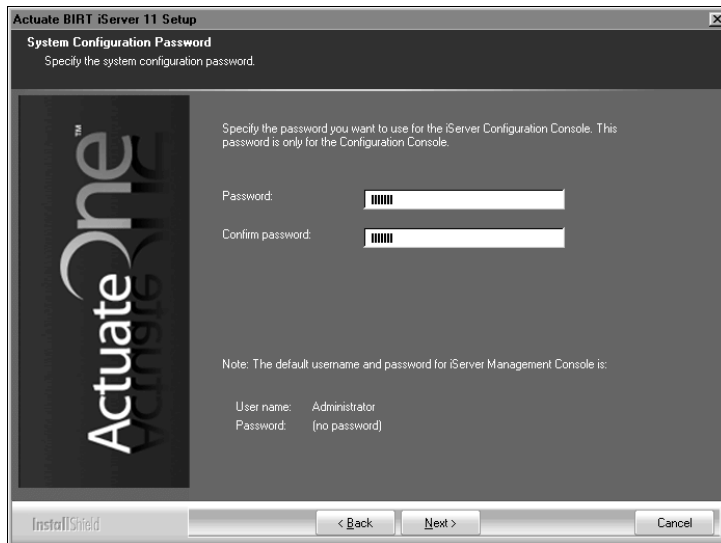 Actuate BIRT iServer 11 Setup
System Configuration Password
Specify the system configuration password.
ActuateOne™
Specify the password you want to use for the iServer Configuration Console. This
password is only for the Configuration Console.
Password:
Confirm password:
Note: The default username and password for iServer Management Console is:
User name: Administrator
Password: (no password)
InstallShield
< Back
Next >
Cancel